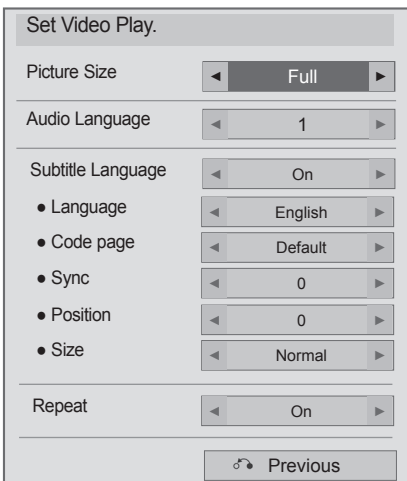 Set Video Play.
Picture Size ◄ Full ►
Audio Language ◄ 1 ►
Subtitle Language ◄ On ►
● Language ◄ English ►
● Code page ◄ Default ►
● Sync ◄ 0 ►
● Position ◄ 0 ►
● Size ◄ Normal ►
Repeat ◄ On ►
Previous